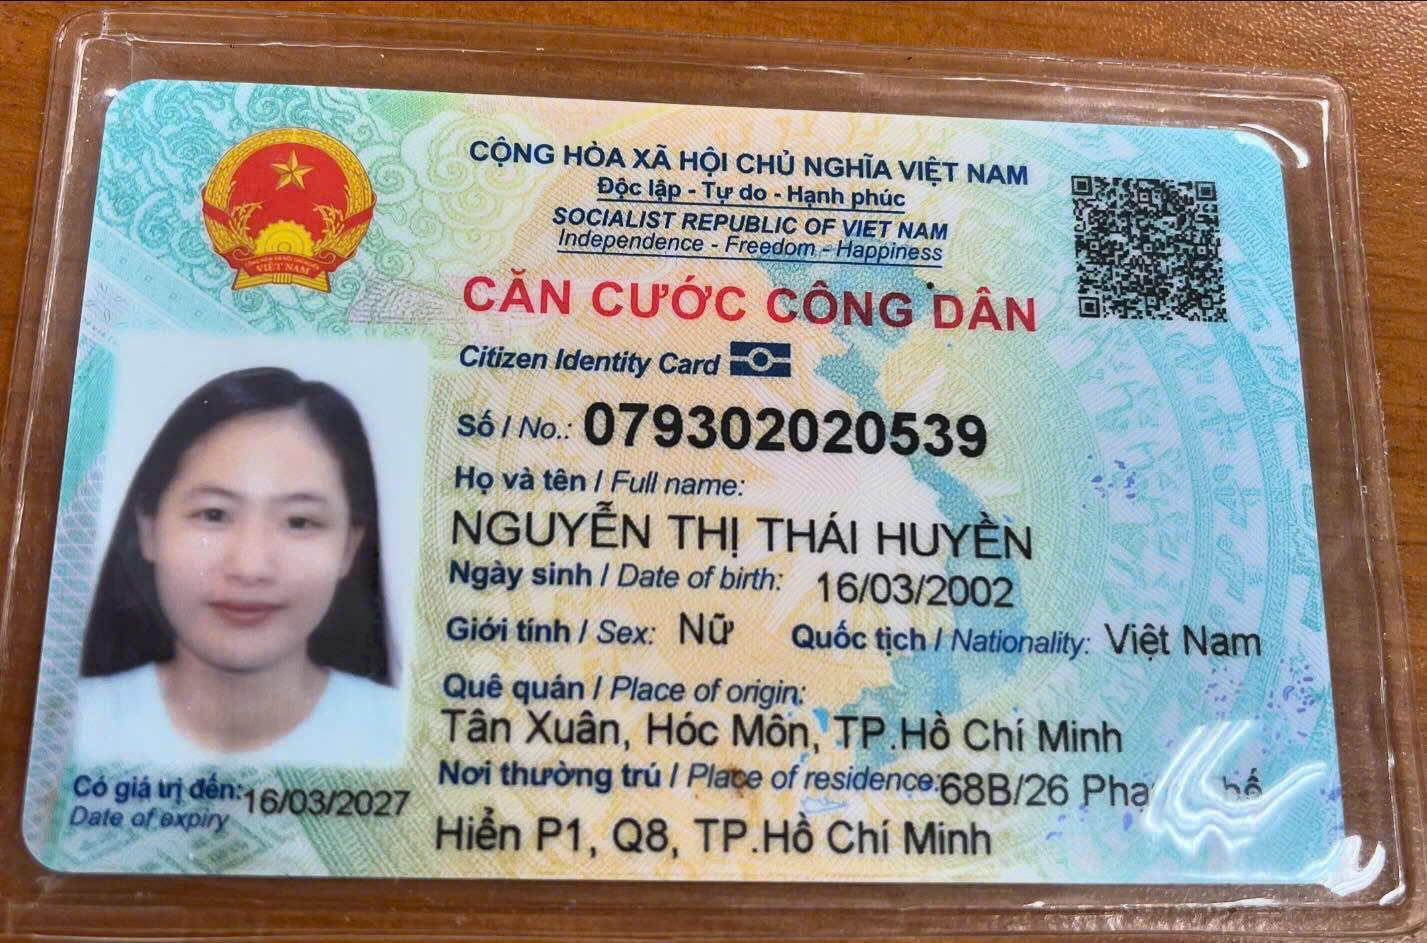 CỘNG HÒA XÃ HỘI CHỦ NGHĨA VIỆT NAM
Độc lập - Tự do - Hạnh phúc
SOCIALIST REPUBLIC OF VIET NAM
Independence - Freedom - Happiness
VIỆT NAM
CĂN CƯỚC CÔNG DÂN
Citizen Identity Card
Số / No.: 079302020539
Họ và tên / Full name:
NGUYỄN THỊ THÁI HUYỀN
Ngày sinh / Date of birth: 16/03/2002
Giới tính / Sex: Nữ Quốc tịch / Nationality: Việt Nam
Quê quán / Place of origin:
Tân Xuân, Hóc Môn, TP.Hồ Chí Minh
Nơi thường trú / Place of residence: 68B/26
Hiển P1, Q8, TP.Hồ Chí Minh
Có giá trị đến: 16/03/2027
Date of expiry